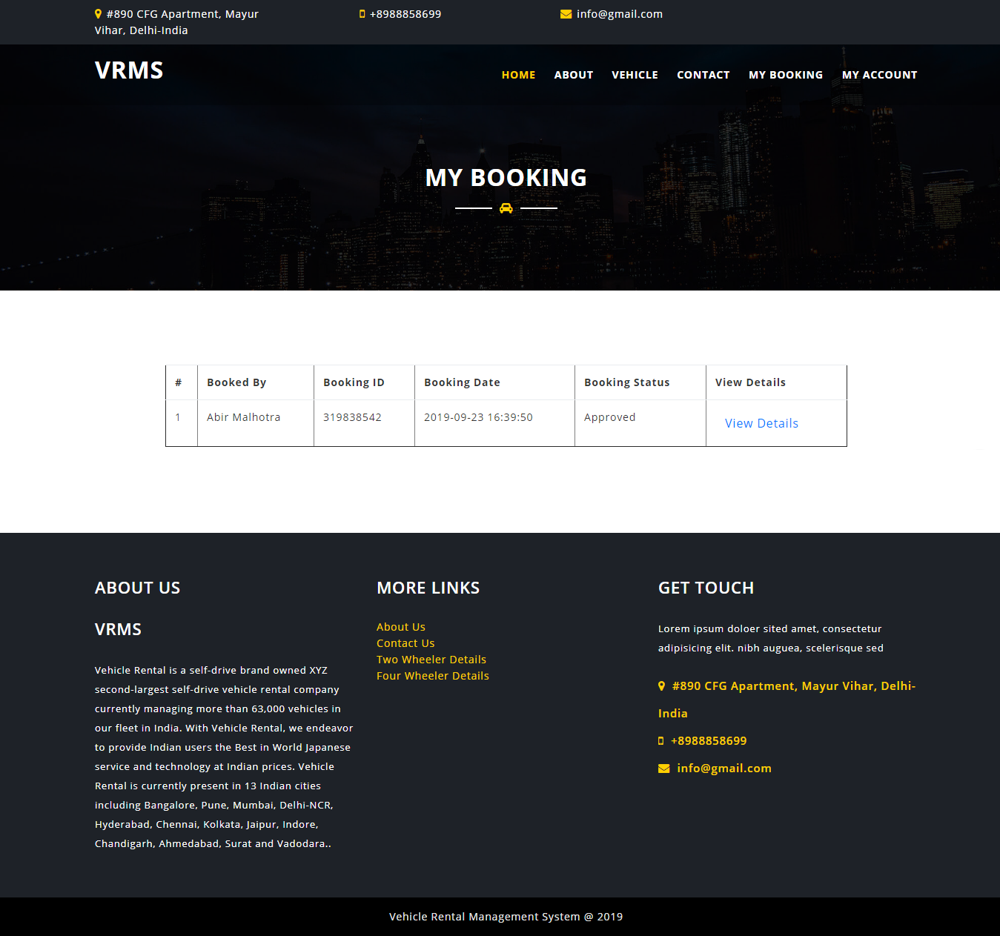 #890 CFG Apartment, Mayur
Vihar, Delhi-India
+8988858699
info@gmail.com
VRMS
HOME ABOUT VEHICLE CONTACT MY BOOKING MY ACCOUNT
MY BOOKING
# Booked By Booking ID Booking Date Booking Status View Details
1 Abir Malhotra 319838542 2019-09-23 16:39:50 Approved View Details
ABOUT US
VRMS
Vehicle Rental is a self-drive brand owned XYZ
second-largest self-drive vehicle rental company
currently managing more than 63,000 vehicles in
our fleet in India. With Vehicle Rental, we endeavor
to provide Indian users the Best in World Japanese
service and technology at Indian prices. Vehicle
Rental is currently present in 13 Indian cities
including Bangalore, Pune, Mumbai, Delhi-NCR,
Hyderabad, Chennai, Kolkata, Jaipur, Indore,
Chandigarh, Ahmedabad, Surat and Vadodara..
MORE LINKS
About Us
Contact Us
Two Wheeler Details
Four Wheeler Details
GET TOUCH
Lorem ipsum doloer sited amet, consectetur
adipisicing elit. nibh auguea, scelerisque sed
#890 CFG Apartment, Mayur Vihar, Delhi-
India
+8988858699
info@gmail.com
Vehicle Rental Management System @ 2019